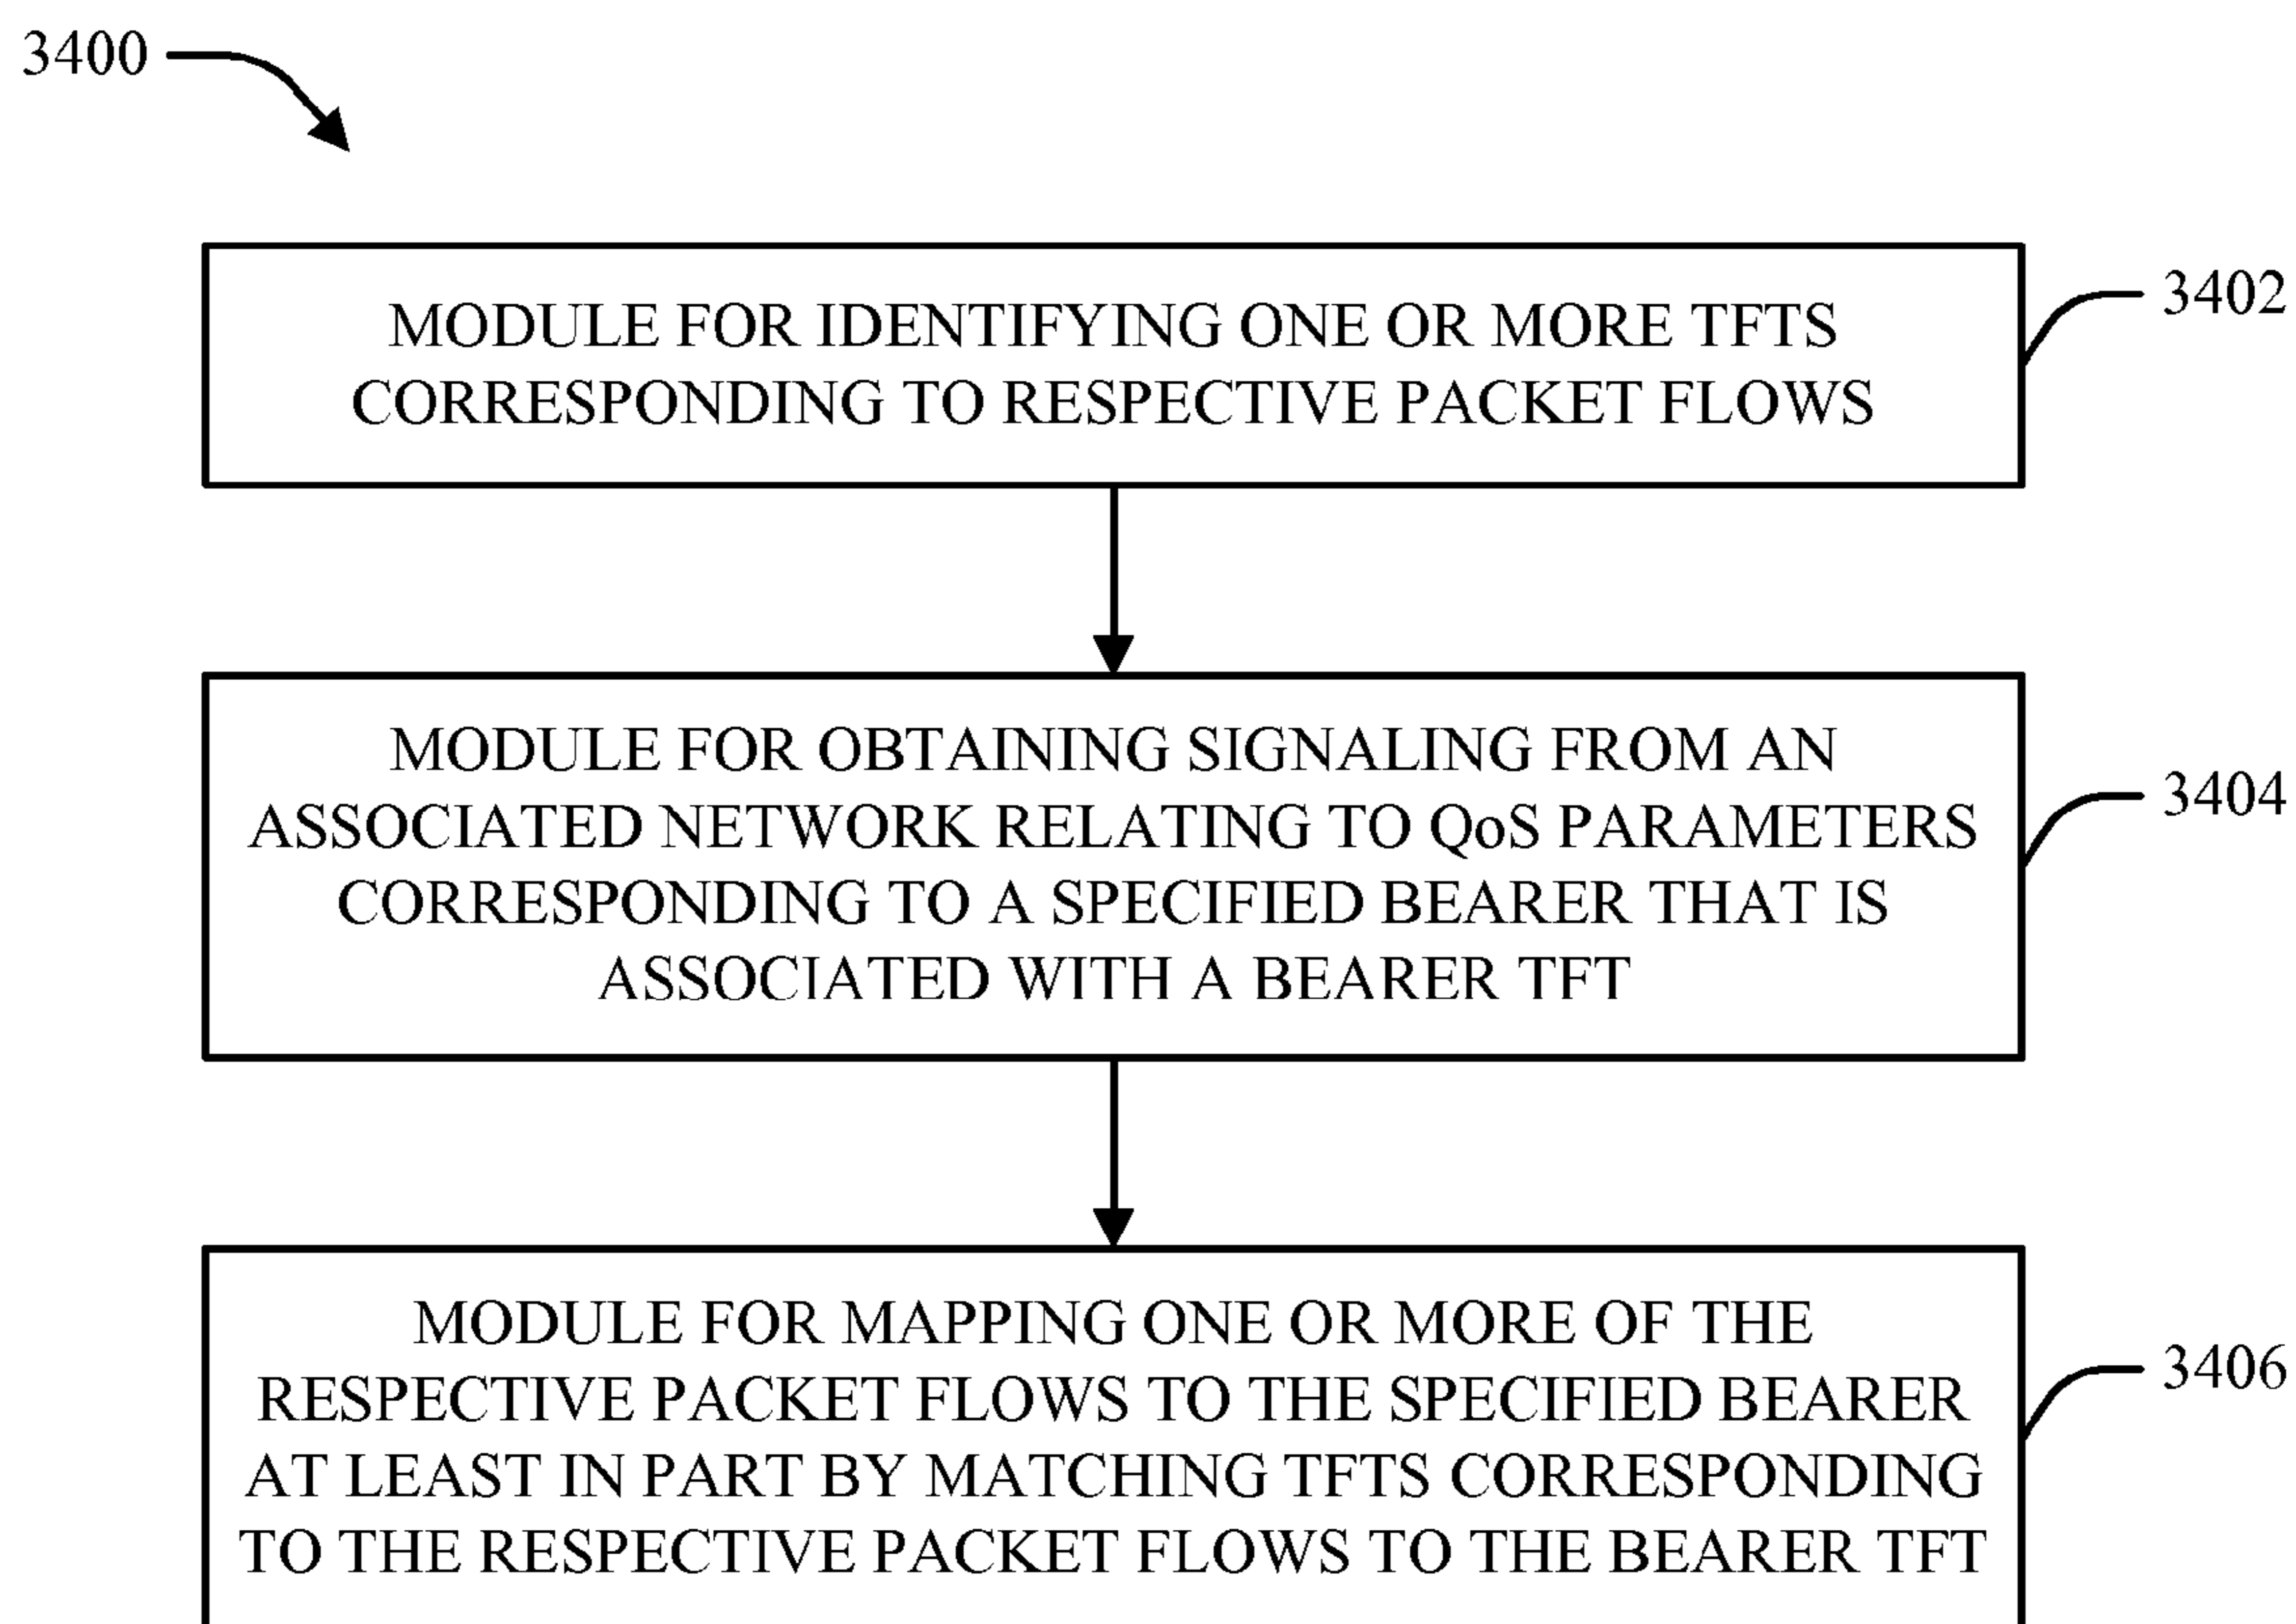 3400
MODULE FOR IDENTIFYING ONE OR MORE TFTS
CORRESPONDING TO RESPECTIVE PACKET FLOWS
3402
MODULE FOR OBTAINING SIGNALING FROM AN
ASSOCIATED NETWORK RELATING TO QoS PARAMETERS
CORRESPONDING TO A SPECIFIED BEARER THAT IS
ASSOCIATED WITH A BEARER TFT
3404
MODULE FOR MAPPING ONE OR MORE OF THE
RESPECTIVE PACKET FLOWS TO THE SPECIFIED BEARER
AT LEAST IN PART BY MATCHING TFTS CORRESPONDING
TO THE RESPECTIVE PACKET FLOWS TO THE BEARER TFT
3406